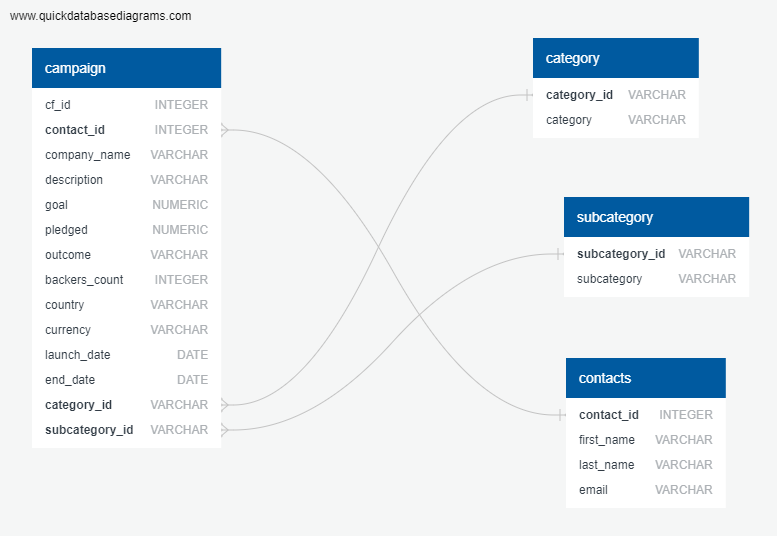 www.quickdatabasediagrams.com
campaign
cf_id INTEGER
contact_id INTEGER
company_name VARCHAR
description VARCHAR
goal NUMERIC
pledged NUMERIC
outcome VARCHAR
backers_count INTEGER
country VARCHAR
currency VARCHAR
launch_date DATE
end_date DATE
category_id VARCHAR
subcategory_id VARCHAR
category
category_id VARCHAR
category VARCHAR
subcategory
subcategory_id VARCHAR
subcategory VARCHAR
contacts
contact_id INTEGER
first_name VARCHAR
last_name VARCHAR
email VARCHAR